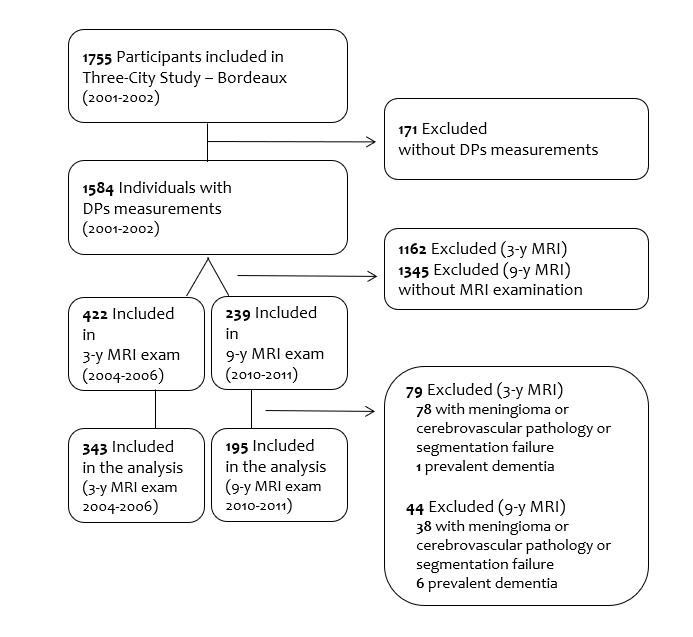 1755 Participants included in
Three-City Study – Bordeaux
(2001-2002)
171 Excluded
without DPs measurements
1584 Individuals with
DPs measurements
(2001-2002)
1162 Excluded (3-y MRI)
1345 Excluded (9-y MRI)
without MRI examination
422 Included
in
3-y MRI exam
(2004-2006)
239 Included
in
9-y MRI exam
(2010-2011)
79 Excluded (3-y MRI)
78 with meningioma or
cerebrovascular pathology or
segmentation failure
1 prevalent dementia
44 Excluded (9-y MRI)
38 with meningioma or
cerebrovascular pathology or
segmentation failure
6 prevalent dementia
343 Included
in the analysis
(3-y MRI exam
2004-2006)
195 Included
in the analysis
(9-y MRI exam
2010-2011)